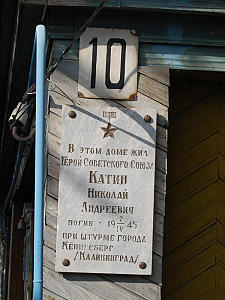 10
В ЭТОМ ДОМЕ ЖИЛ
ГЕРОЙ СОВЕТСКОГО СОЮЗА
КАТИН
НИКОЛАЙ
АНДРЕЕВИЧ
ПОГИБ - 19 7/IV 45
ПРИ ШТУРМЕ ГОРОДА
КЁНИГСБЕРГ
/КАЛИНИНГРАД/